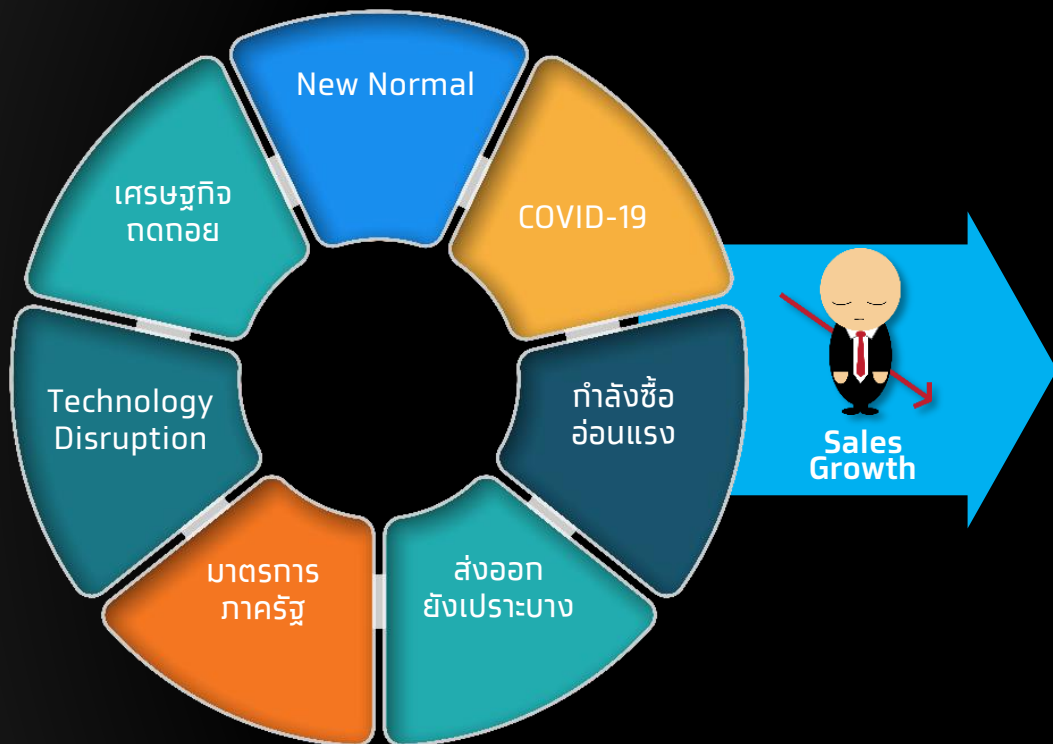 New Normal
COVID-19
กำลังซื้อ
อ่อนแรง
ส่งออก
ยังเปราะบาง
มาตรการ
ภาครัฐ
Technology
Disruption
เศรษฐกิจ
ถดถอย
Sales
Growth